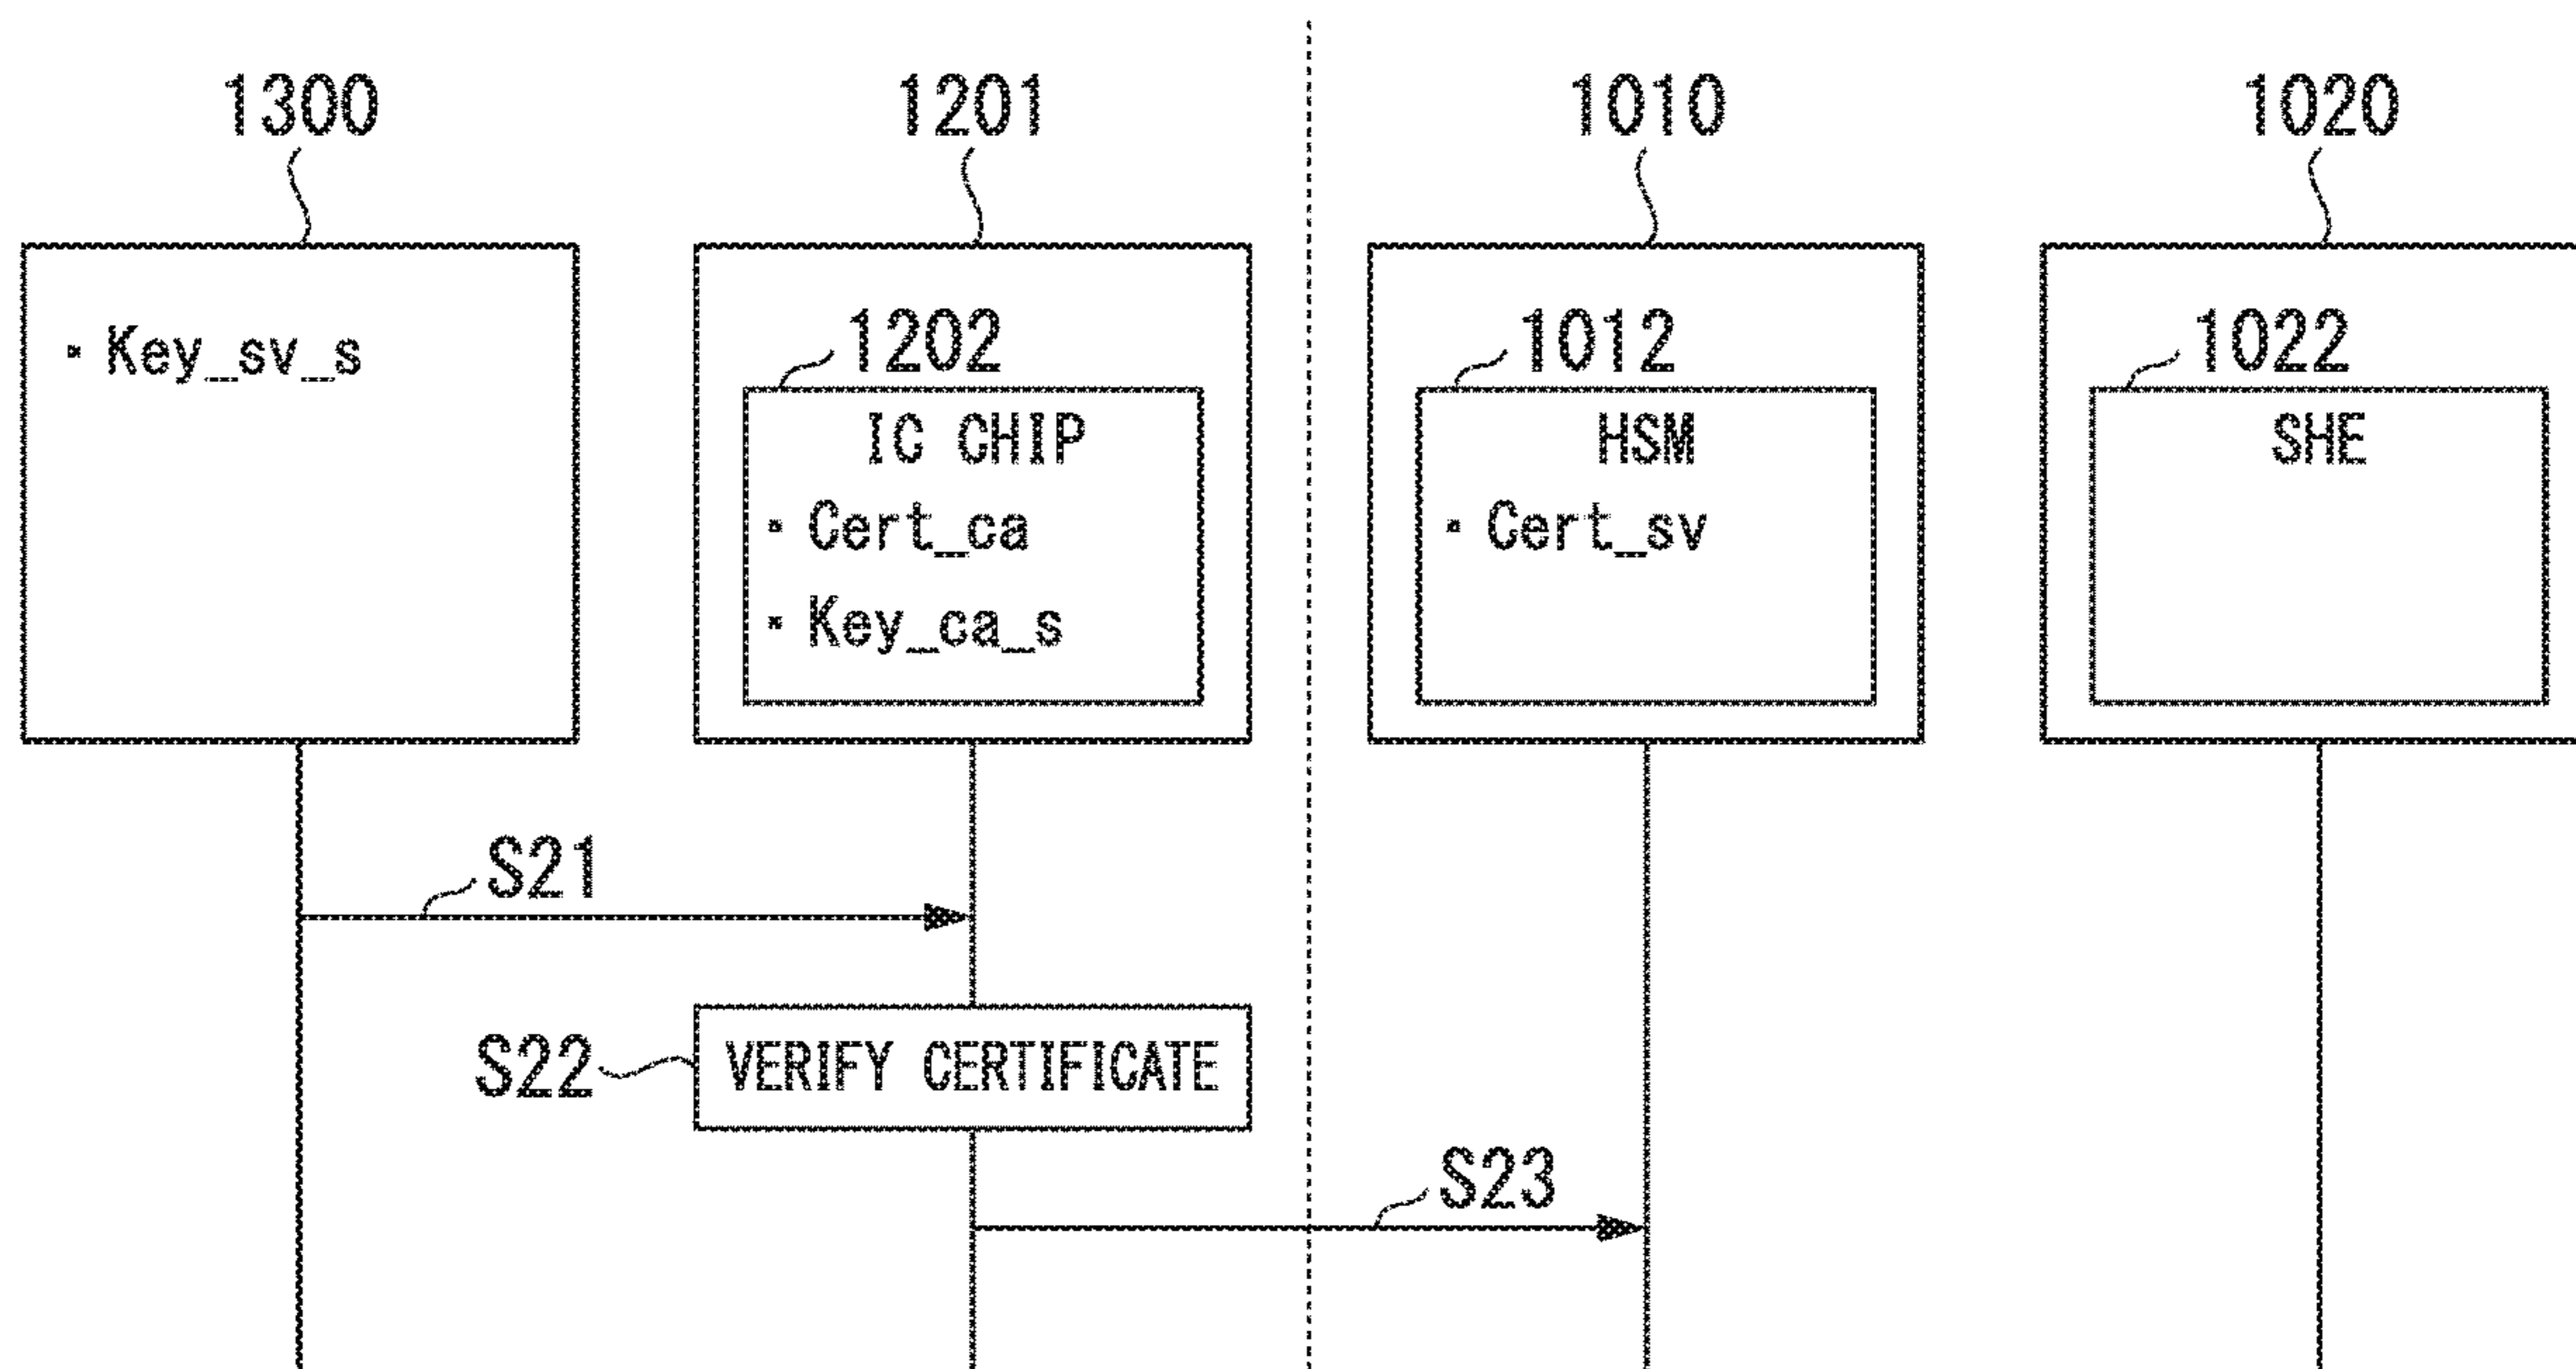 1300 1201 1010 1020
· Key_sv_s
1202 1012 1022
IC CHIP
· Cert_ca
· Key_ca_s
HSM
· Cert_sv
SHE
S21
S22 VERIFY CERTIFICATE
S23